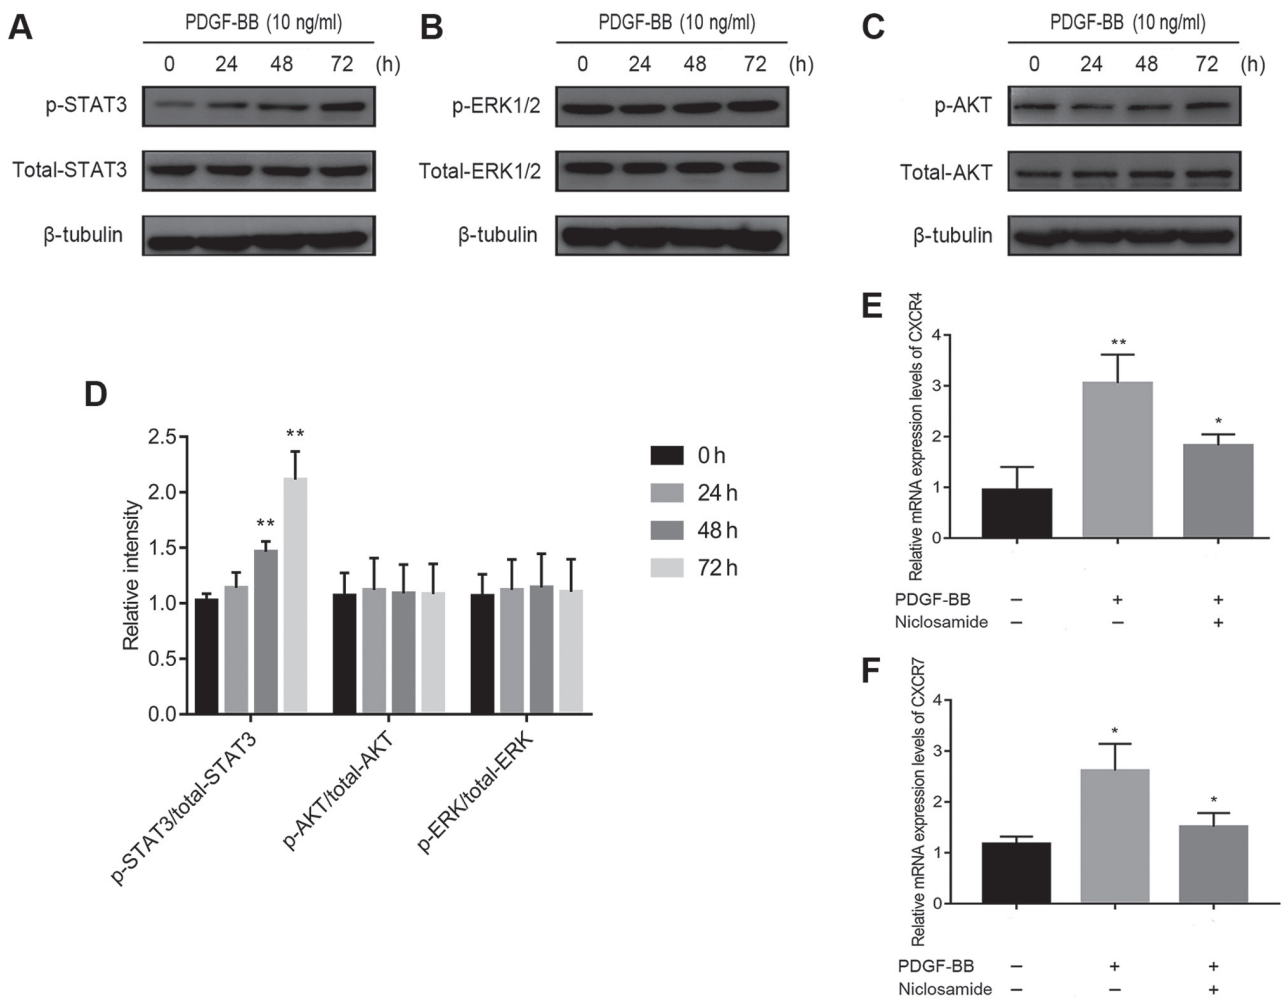 A
PDGF-BB (10 ng/ml)
0 24 48 72 (h)
p-STAT3
Total-STAT3
β-tubulin
B
PDGF-BB (10 ng/ml)
0 24 48 72 (h)
p-ERK1/2
Total-ERK1/2
β-tubulin
C
PDGF-BB (10 ng/ml)
0 24 48 72 (h)
p-AKT
Total-AKT
β-tubulin
D
Relative intensity
2.5
2.0
1.5
1.0
0.5
0.0
**
**
p-STAT3/total-STAT3
p-AKT/total-AKT
p-ERK/total-ERK
0 h
24 h
48 h
72 h
E
Relative mRNA expression levels of CXCR4
4
3
2
1
0
**
*
PDGF-BB − + +
Niclosamide − − +
F
Relative mRNA expression levels of CXCR7
4
3
2
1
0
*
*
PDGF-BB − + +
Niclosamide − − +